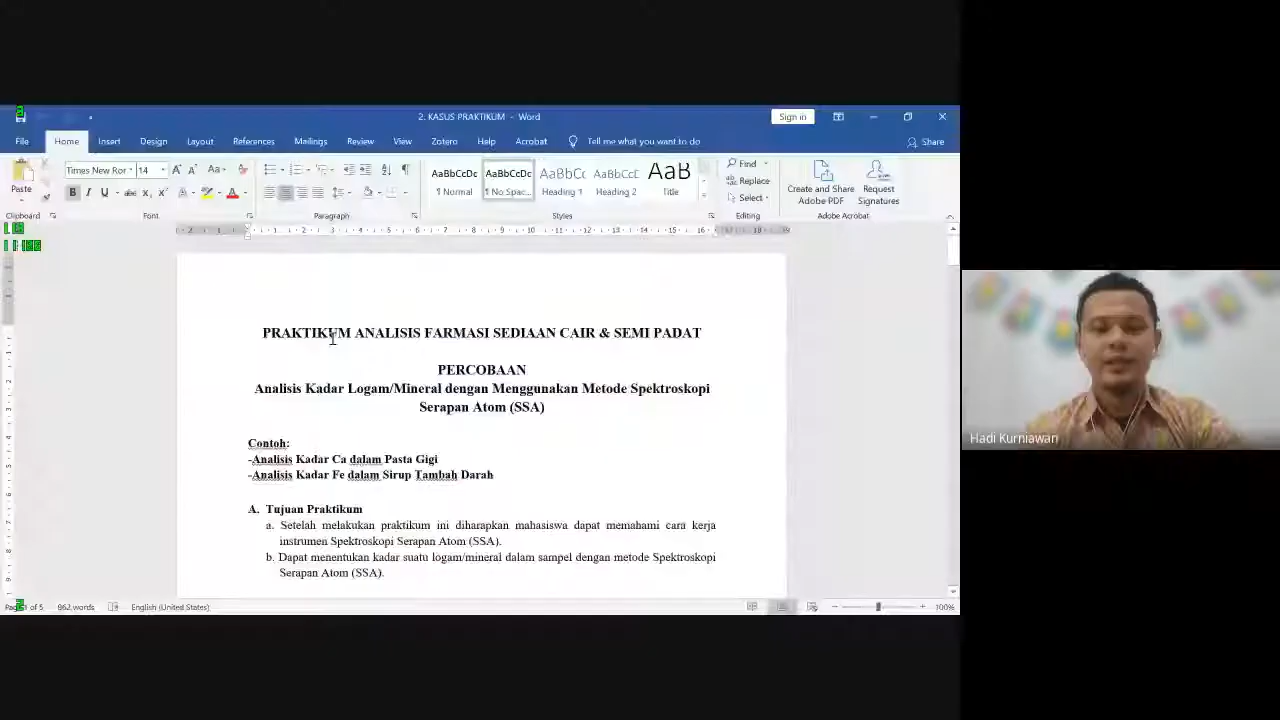 2. KASUS PRAKTIKUM - Word
Sign in
File Home Insert Design Layout References Mailings Review View Zotero Help Acrobat Tell me what you want to do Share
Times New Ror 14
Paste
AaBbCcDc AaBbCcDc AaBbCc AaBbCcC AaB
¶ Normal ¶ No Spac... Heading 1 Heading 2 Title
Find
Replace
Select
Create and Share Adobe PDF
Request Signatures
Clipboard Font Paragraph Styles Editing Adobe Acrobat
PRAKTIKUM ANALISIS FARMASI SEDIAAN CAIR & SEMI PADAT
PERCOBAAN
Analisis Kadar Logam/Mineral dengan Menggunakan Metode Spektroskopi
Serapan Atom (SSA)
Contoh:
-Analisis Kadar Ca dalam Pasta Gigi
-Analisis Kadar Fe dalam Sirup Tambah Darah
A. Tujuan Praktikum
a. Setelah melakukan praktikum ini diharapkan mahasiswa dapat memahami cara kerja
instrumen Spektroskopi Serapan Atom (SSA).
b. Dapat menentukan kadar suatu logam/mineral dalam sampel dengan metode Spektroskopi
Serapan Atom (SSA).
of 5 862 words English (United States) 100%
Hadi Kurniawan